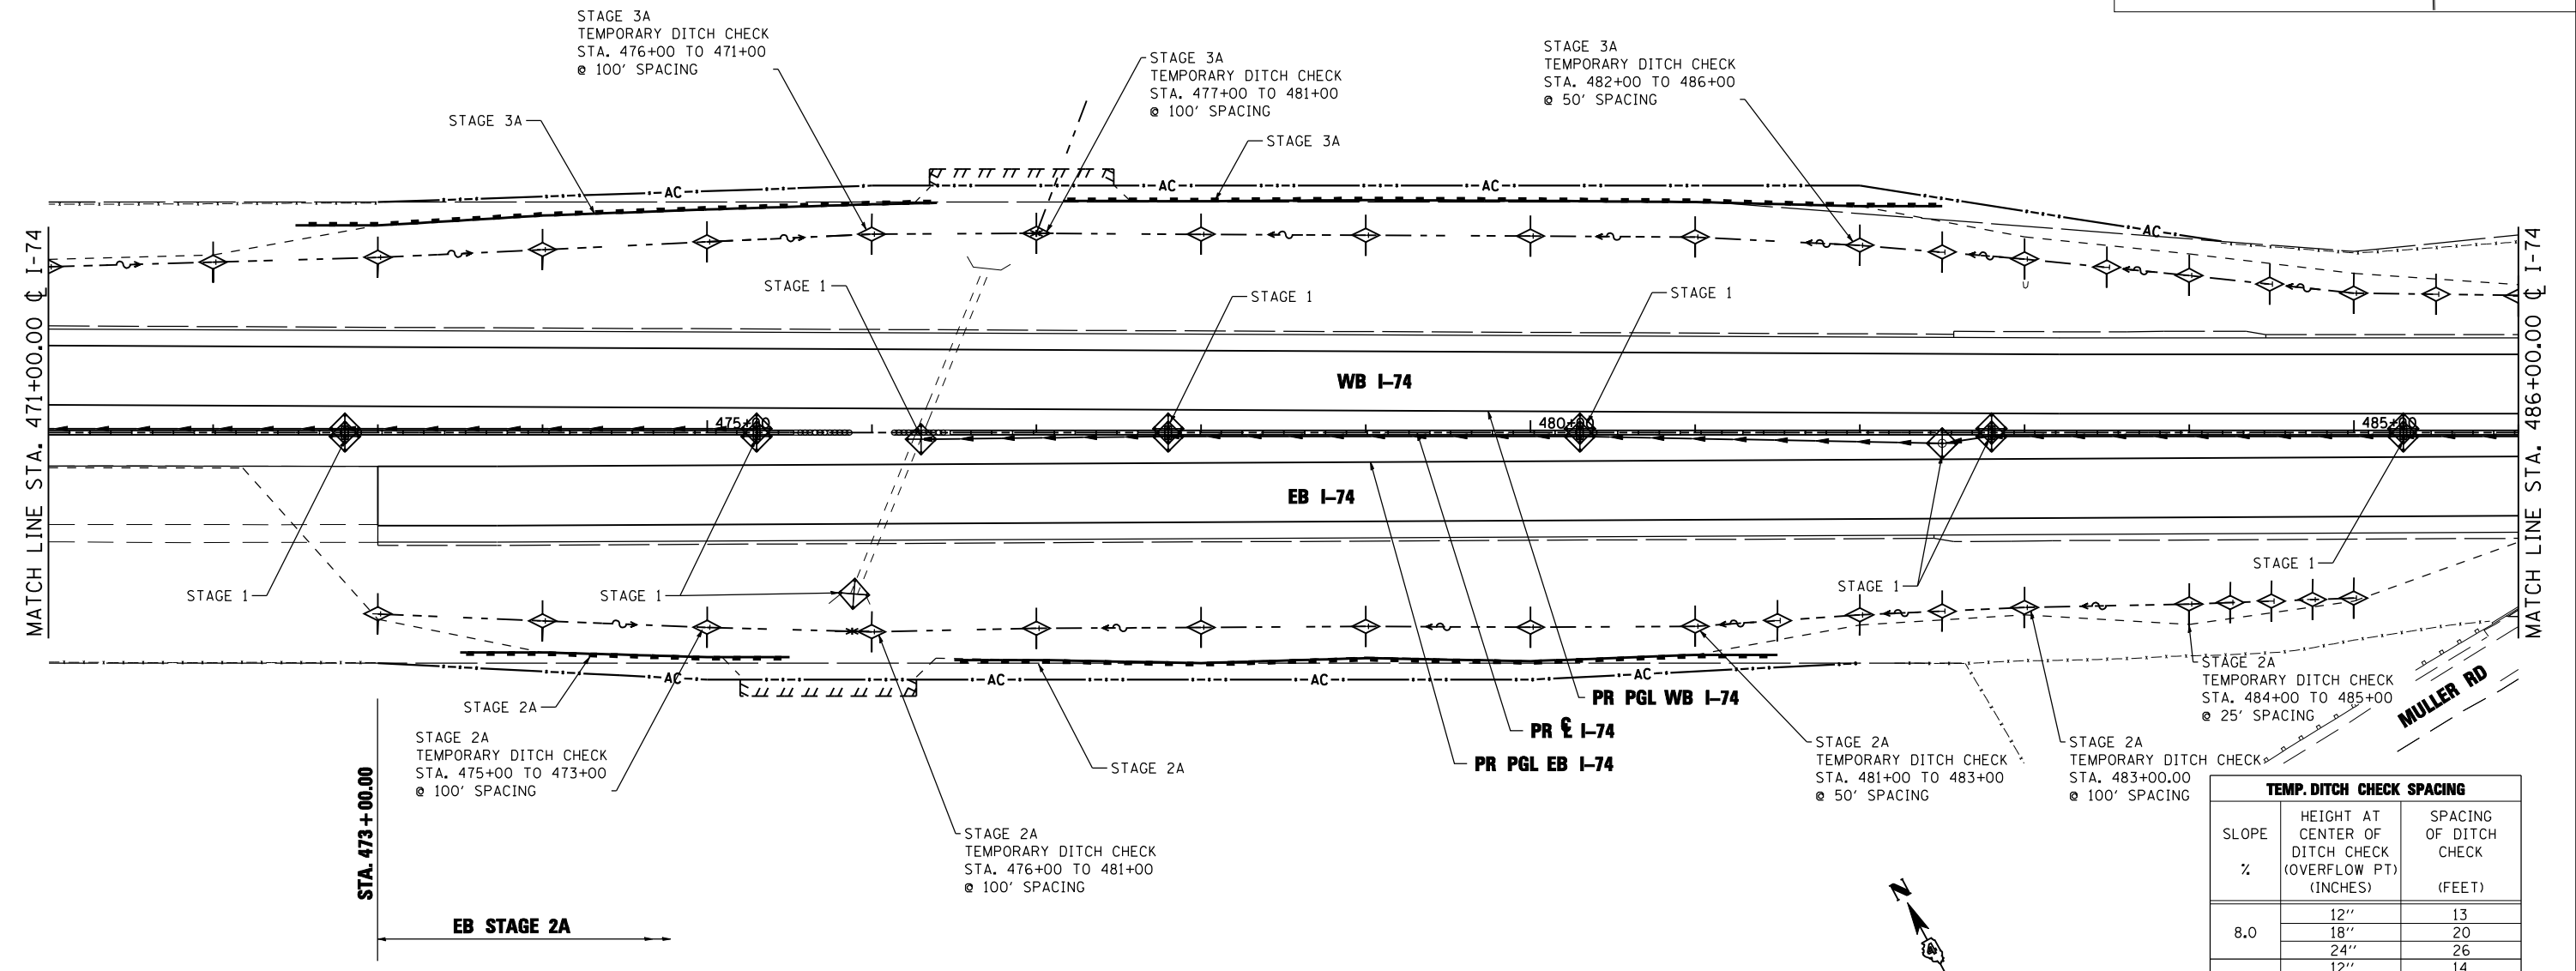 STAGE 3A
TEMPORARY DITCH CHECK
STA. 476+00 TO 471+00
@ 100' SPACING
STAGE 3A
TEMPORARY DITCH CHECK
STA. 477+00 TO 481+00
@ 100' SPACING
STAGE 3A
TEMPORARY DITCH CHECK
STA. 482+00 TO 486+00
@ 50' SPACING
STAGE 3A
STAGE 3A
AC
AC
AC
AC
MATCH LINE STA. 471+00.00 ℄ I-74
MATCH LINE STA. 486+00.00 ℄ I-74
STAGE 1
STAGE 1
STAGE 1
WB I-74
475+00
480+00
485+00
EB I-74
STAGE 1
STAGE 1
STAGE 1
STAGE 1
AC
AC
AC
AC
STAGE 2A
STAGE 2A
TEMPORARY DITCH CHECK
STA. 475+00 TO 473+00
@ 100' SPACING
STAGE 2A
TEMPORARY DITCH CHECK
STA. 476+00 TO 481+00
@ 100' SPACING
STAGE 2A
PR PGL WB I-74
PR ℄ I-74
PR PGL EB I-74
STAGE 2A
TEMPORARY DITCH CHECK
STA. 481+00 TO 483+00
@ 50' SPACING
STAGE 2A
TEMPORARY DITCH CHECK
STA. 483+00.00
@ 100' SPACING
STAGE 2A
TEMPORARY DITCH CHECK
STA. 484+00 TO 485+00
@ 25' SPACING
MULLER RD
STA. 473+00.00
EB STAGE 2A
N
TEMP. DITCH CHECK SPACING
SLOPE % HEIGHT AT CENTER OF DITCH CHECK (OVERFLOW PT) (INCHES) SPACING OF DITCH CHECK (FEET)
8.0 12'' 13
18'' 20
24'' 26
12'' 14